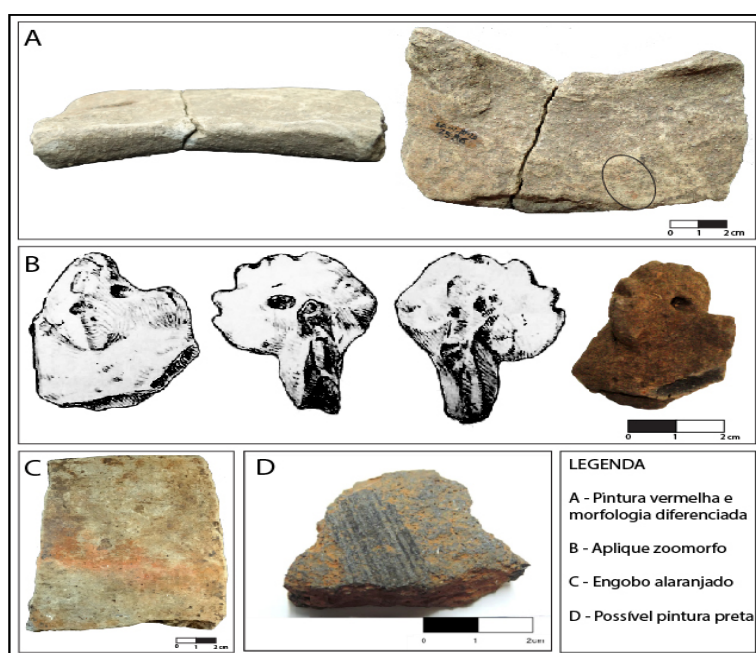 A
0 1 2 cm
B
0 1 2
C
0 1 2 cm
D
0 1 2cm
LEGENDA
A - Pintura vermelha e
morfologia diferenciada
B - Aplique zoomorfo
C - Engobo alaranjado
D - Possível pintura preta